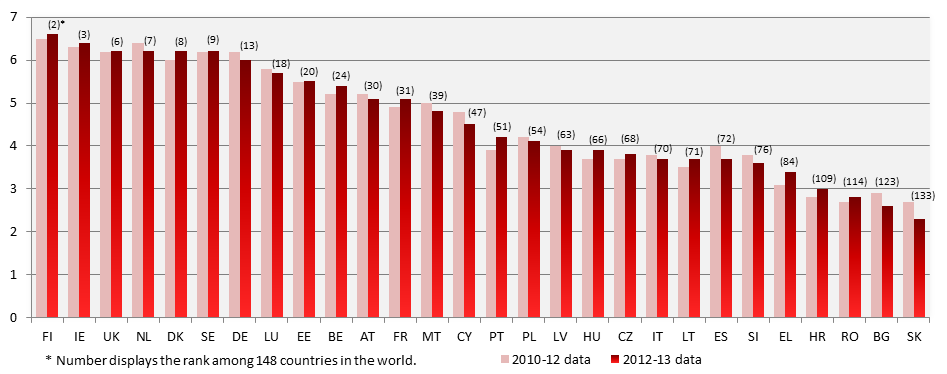 7
6
5
4
3
2
1
0
(2)* (3) (6) (7) (8) (9) (13) (18) (20) (24) (30) (31) (39) (47) (51) (54) (63) (66) (68) (70) (71) (72) (76) (84) (109) (114) (123) (133)
FI IE UK NL DK SE DE LU EE BE AT FR MT CY PT PL LV HU CZ IT LT ES SI EL HR RO BG SK
* Number displays the rank among 148 countries in the world. 2010-12 data 2012-13 data